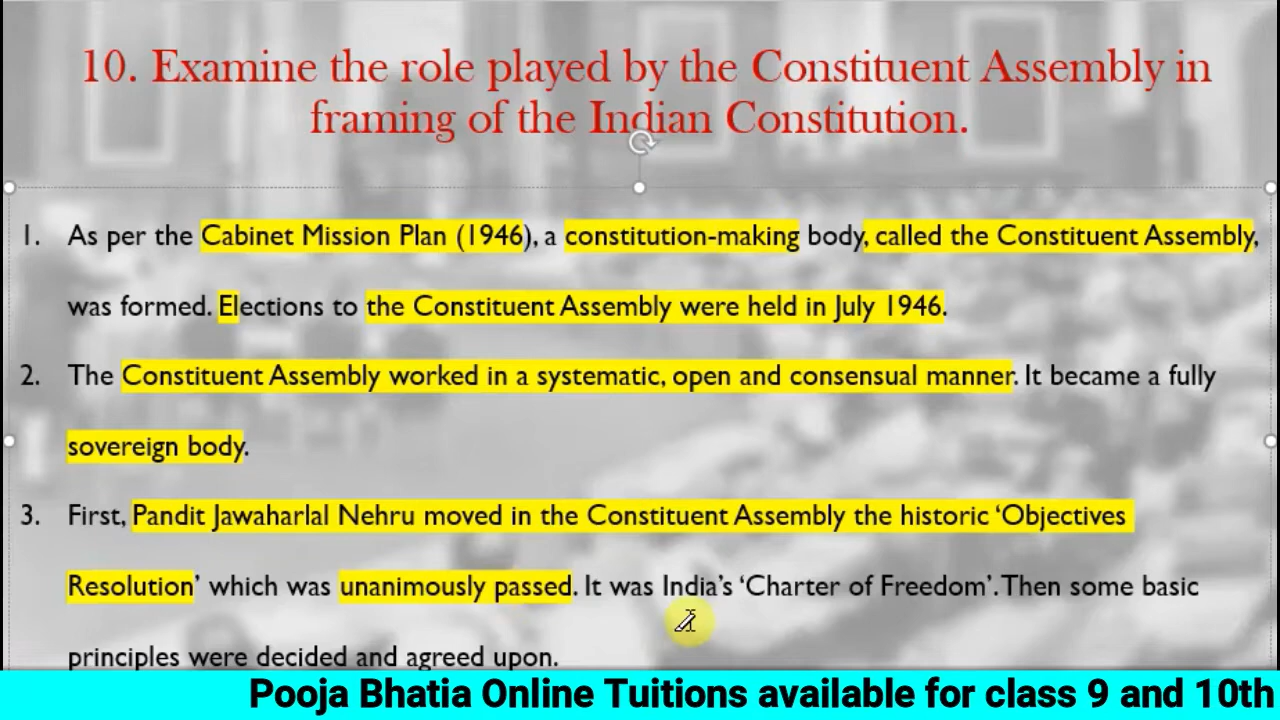 10. Examine the role played by the Constituent Assembly in
framing of the Indian Constitution.
1. As per the Cabinet Mission Plan (1946), a constitution-making body, called the Constituent Assembly,
was formed. Elections to the Constituent Assembly were held in July 1946.
2. The Constituent Assembly worked in a systematic, open and consensual manner. It became a fully
sovereign body.
3. First, Pandit Jawaharlal Nehru moved in the Constituent Assembly the historic ‘Objectives
Resolution’ which was unanimously passed. It was India’s ‘Charter of Freedom’. Then some basic
principles were decided and agreed upon.
Pooja Bhatia Online Tuitions available for class 9 and 10th